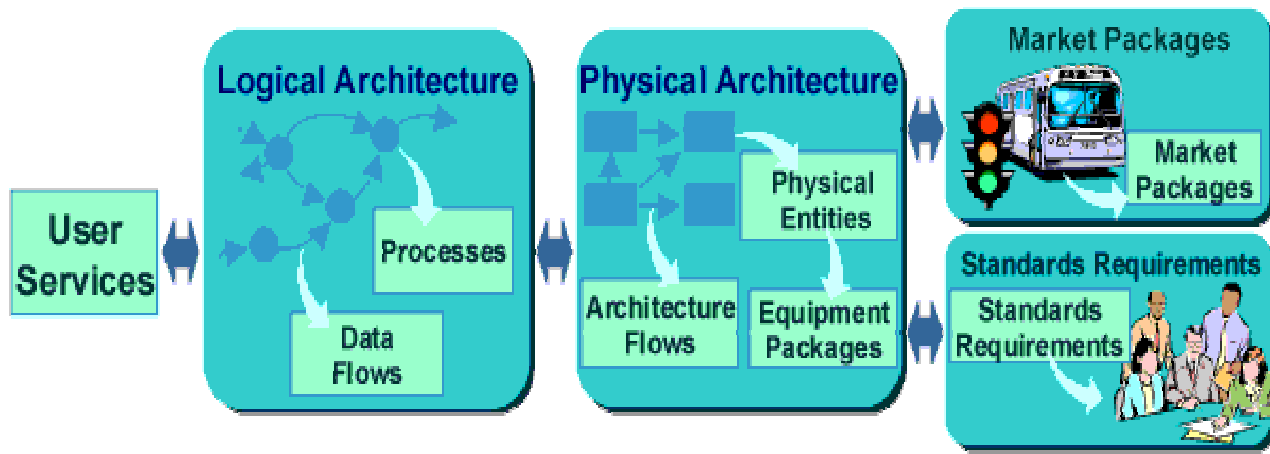 User
Services
Logical Architecture
Processes
Data
Flows
Physical Architecture
Physical
Entities
Architecture
Flows
Equipment
Packages
Market Packages
Market
Packages
Standards Requirements
Standards
Requirements